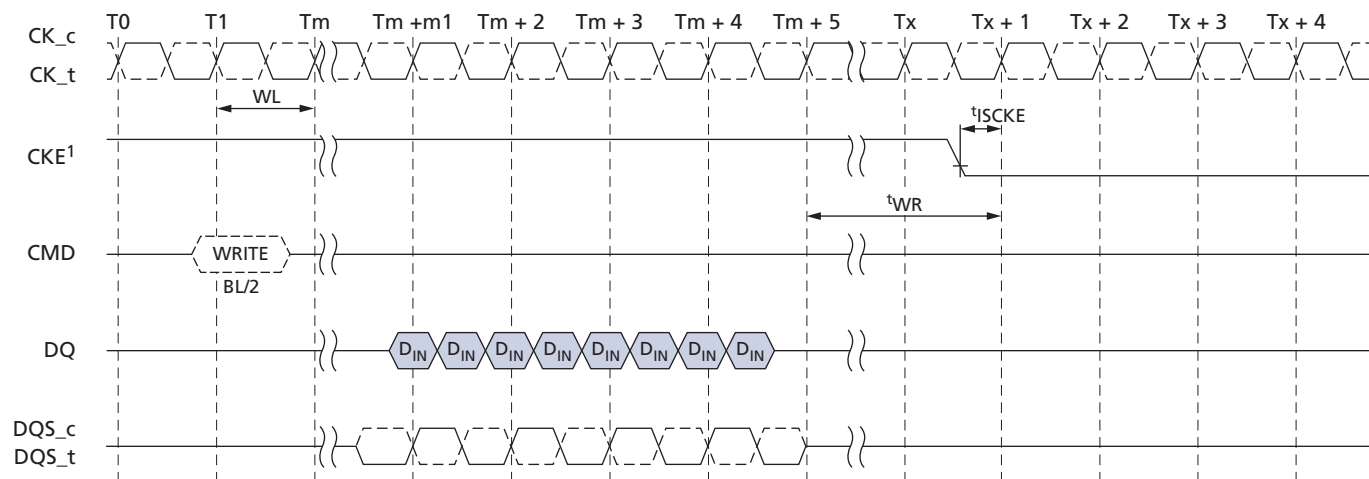 T0 T1 Tm Tm +m1 Tm + 2 Tm + 3 Tm + 4 Tm + 5 Tx Tx + 1 Tx + 2 Tx + 3 Tx + 4
CK_c
CK_t
WL
tISCKE
CKE1
tWR
CMD WRITE
BL/2
DQ DIN DIN DIN DIN DIN DIN DIN DIN
DQS_c
DQS_t